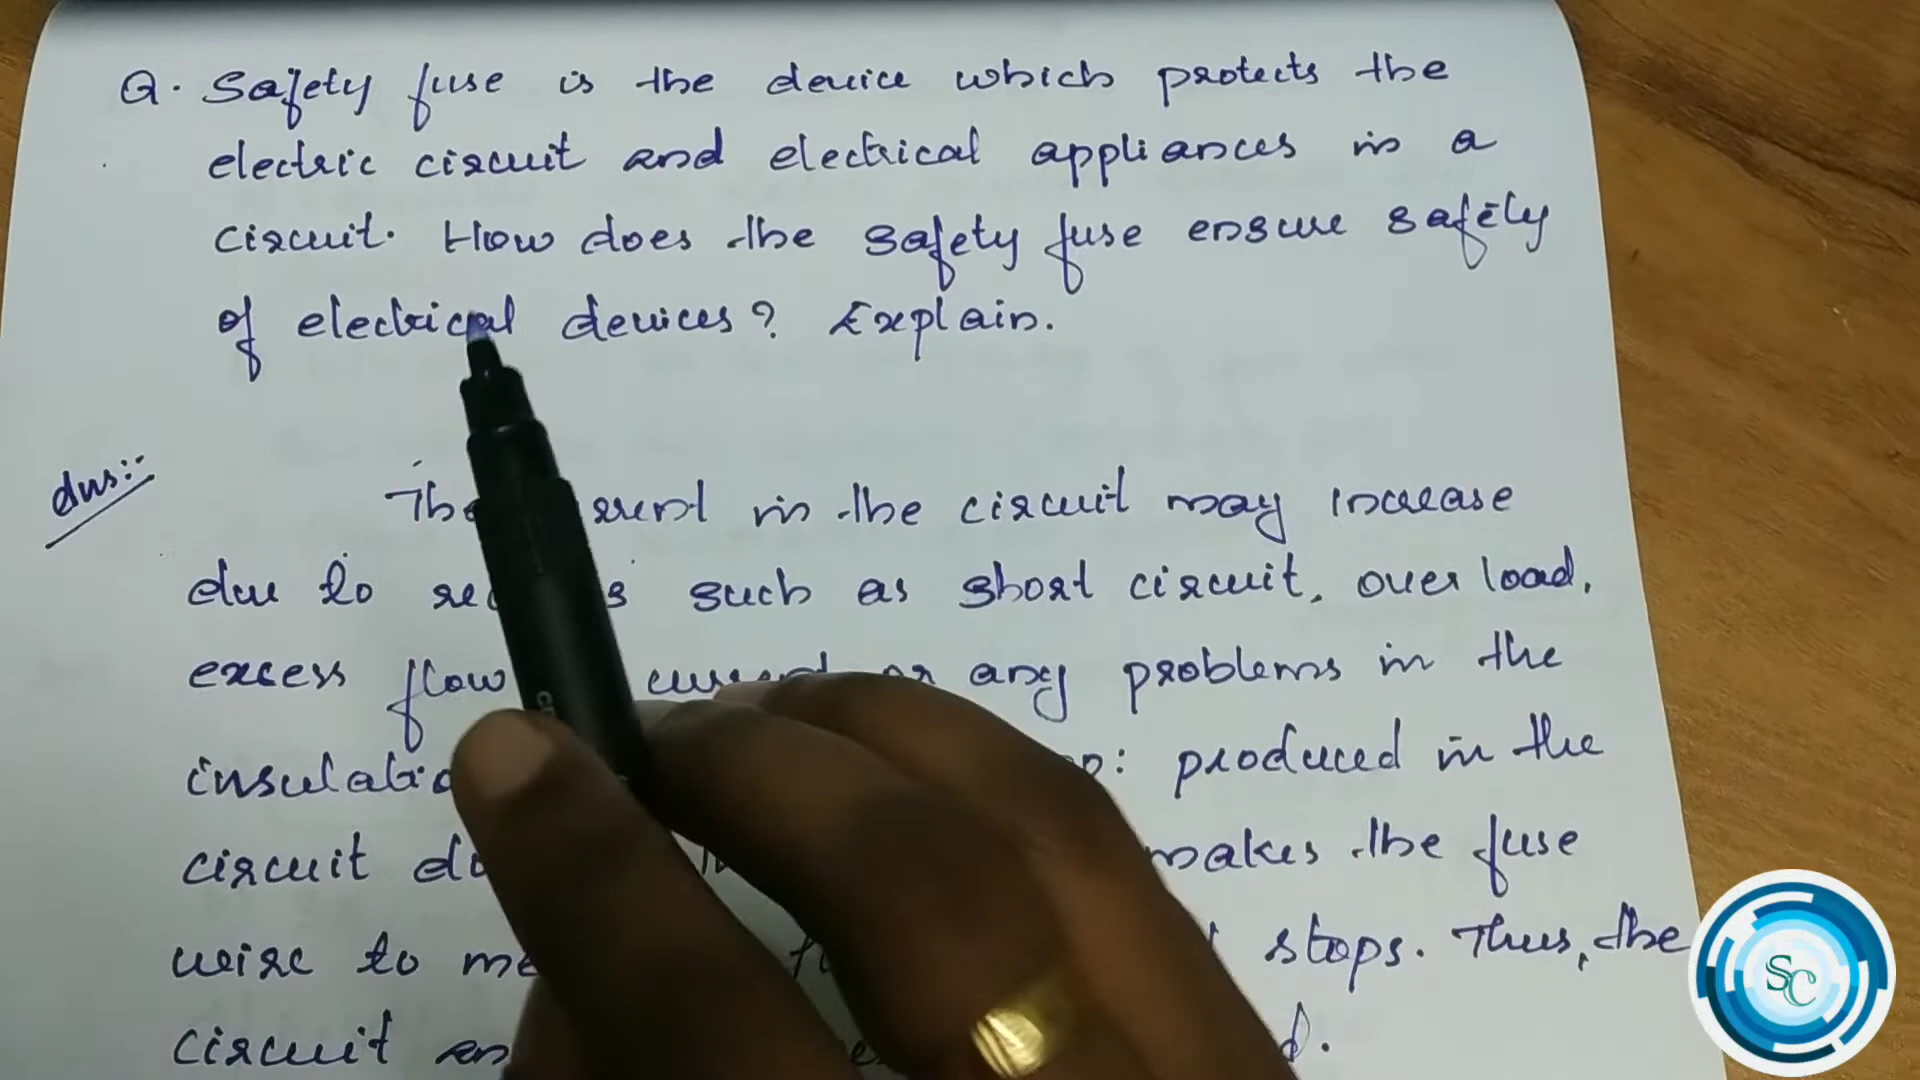 Q. Safety fuse is the device which protects the
electric circuit and electrical appliances in a
circuit. How does the safety fuse ensure safety
of electrical devices? Explain.
Ans:-
in the circuit may increase
due to such as short circuit, over load,
excess flow current or any problems in the
produced in the
circuit makes the fuse
wire to stops. Thus, the
circuit
SC